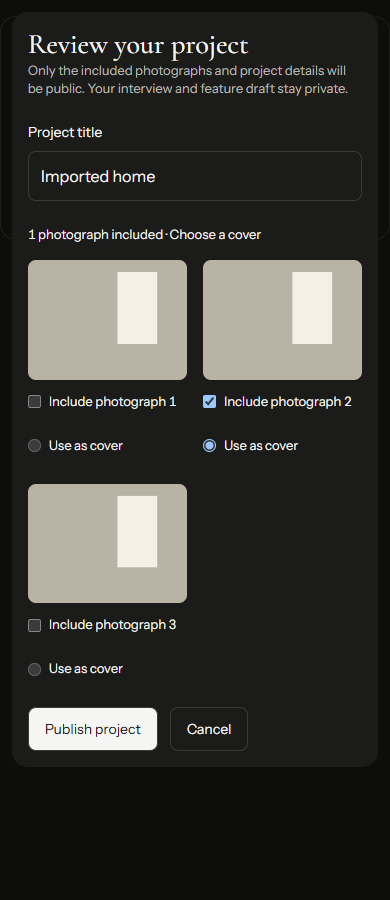 Review your project
Only the included photographs and project details will
be public. Your interview and feature draft stay private.
Project title
Imported home
1 photograph included · Choose a cover
Include photograph 1
Include photograph 2
Use as cover
Use as cover
Include photograph 3
Use as cover
Publish project
Cancel